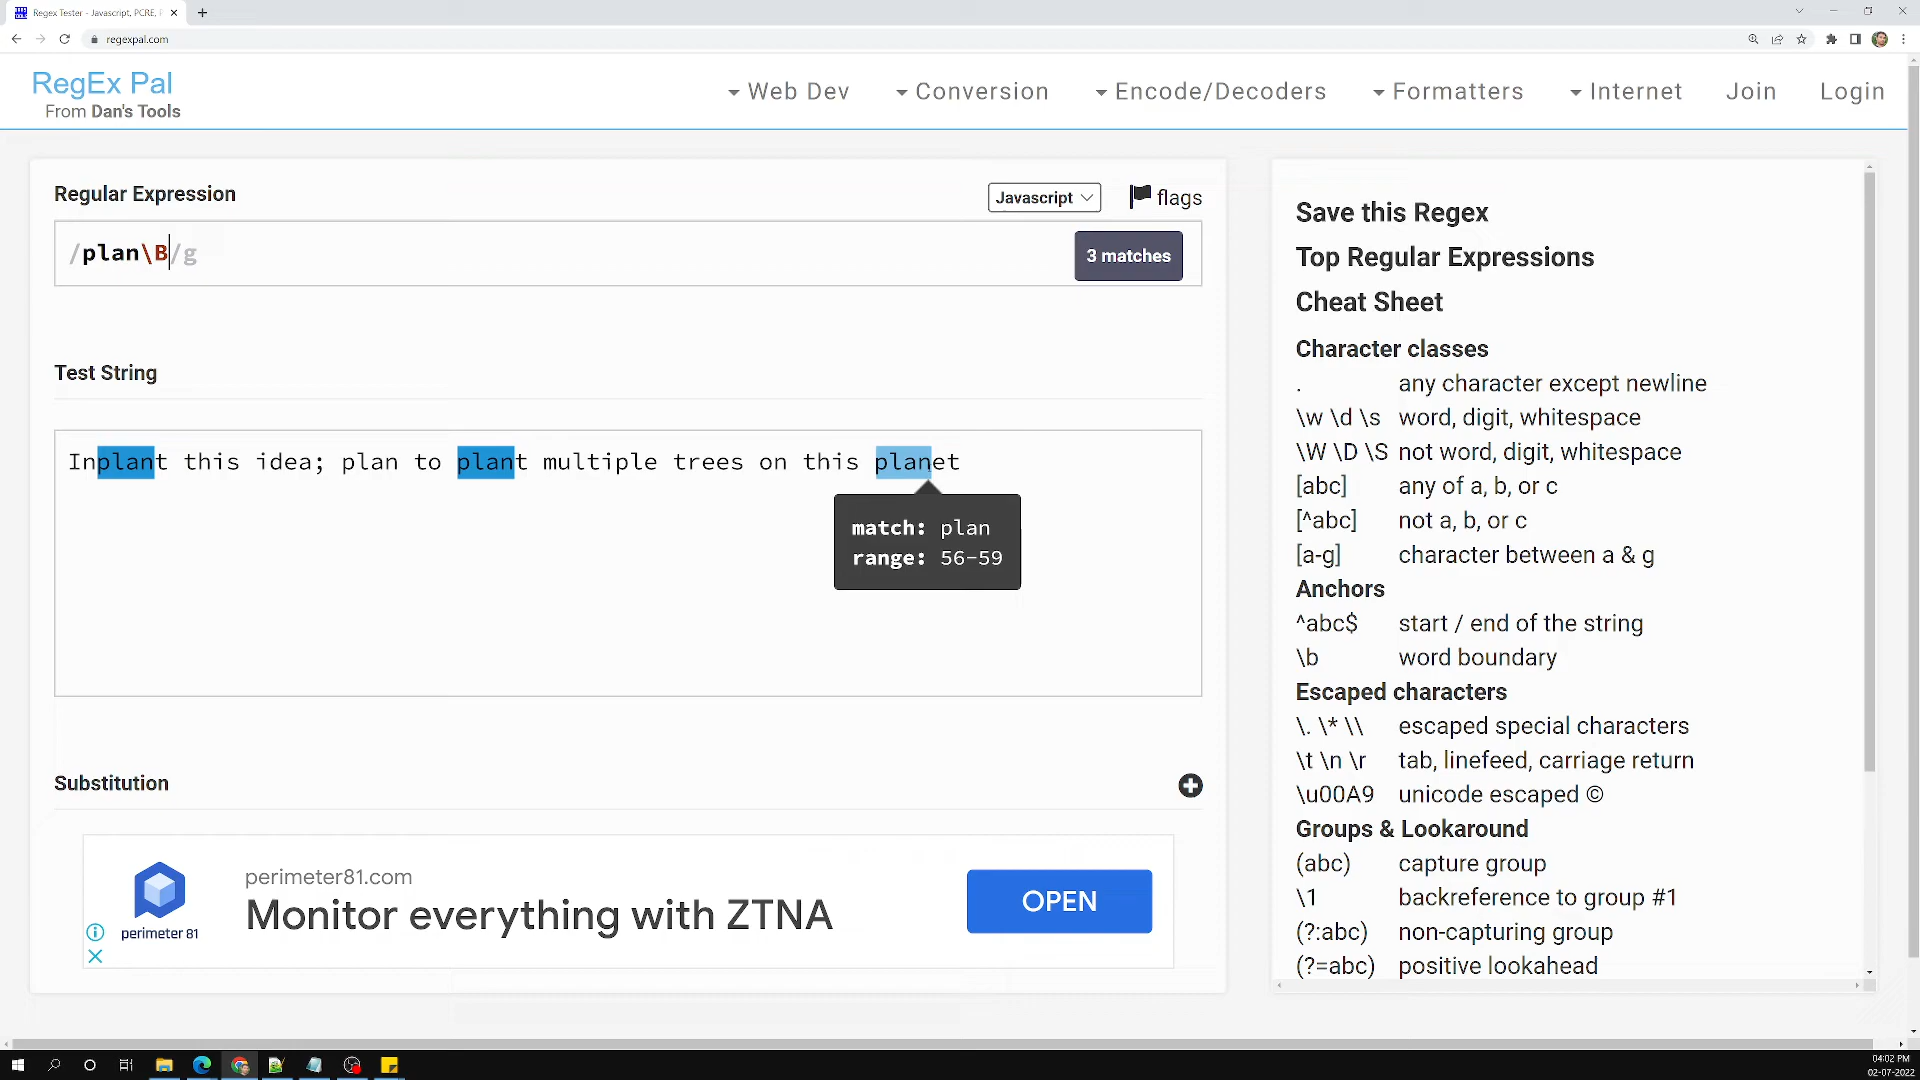 Regex Tester - Javascript, PCRE, P
regexpal.com
RegEx Pal
From Dan's Tools
Web Dev
Conversion
Encode/Decoders
Formatters
Internet
Join
Login
Regular Expression
Javascript
flags
/plan\B/g
3 matches
Test String
Inplant this idea; plan to plant multiple trees on this planet
match: plan
range: 56-59
Substitution
perimeter81.com
Monitor everything with ZTNA
OPEN
perimeter 81
Save this Regex
Top Regular Expressions
Cheat Sheet
Character classes
. any character except newline
\w \d \s word, digit, whitespace
\W \D \S not word, digit, whitespace
[abc] any of a, b, or c
[^abc] not a, b, or c
[a-g] character between a & g
Anchors
^abc$ start / end of the string
\b word boundary
Escaped characters
\. \* \\ escaped special characters
\t \n \r tab, linefeed, carriage return
\u00A9 unicode escaped ©
Groups & Lookaround
(abc) capture group
\1 backreference to group #1
(?:abc) non-capturing group
(?=abc) positive lookahead
04:02 PM
02-07-2022